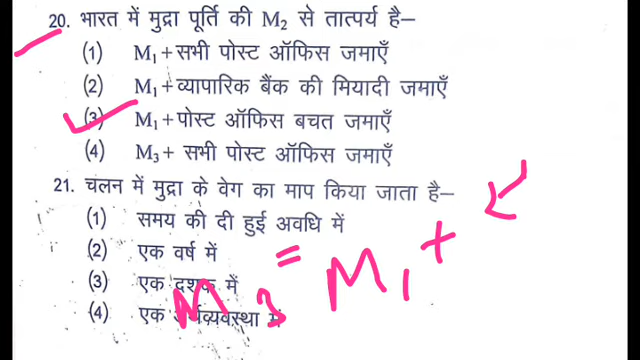 20. भारत में मुद्रा पूर्ति की M₂ से तात्पर्य है–
(1) M₁+सभी पोस्ट ऑफिस जमाएँ
(2) M₁+व्यापारिक बैंक की मियादी जमाएँ
(3) M₁+पोस्ट ऑफिस बचत जमाएँ
(4) M₃+ सभी पोस्ट ऑफिस जमाएँ
21. चलन में मुद्रा के वेग का माप किया जाता है–
(1) समय की दी हुई अवधि में
(2) एक वर्ष में
(3) एक दशक में
(4) एक
M₃ = M₁ +